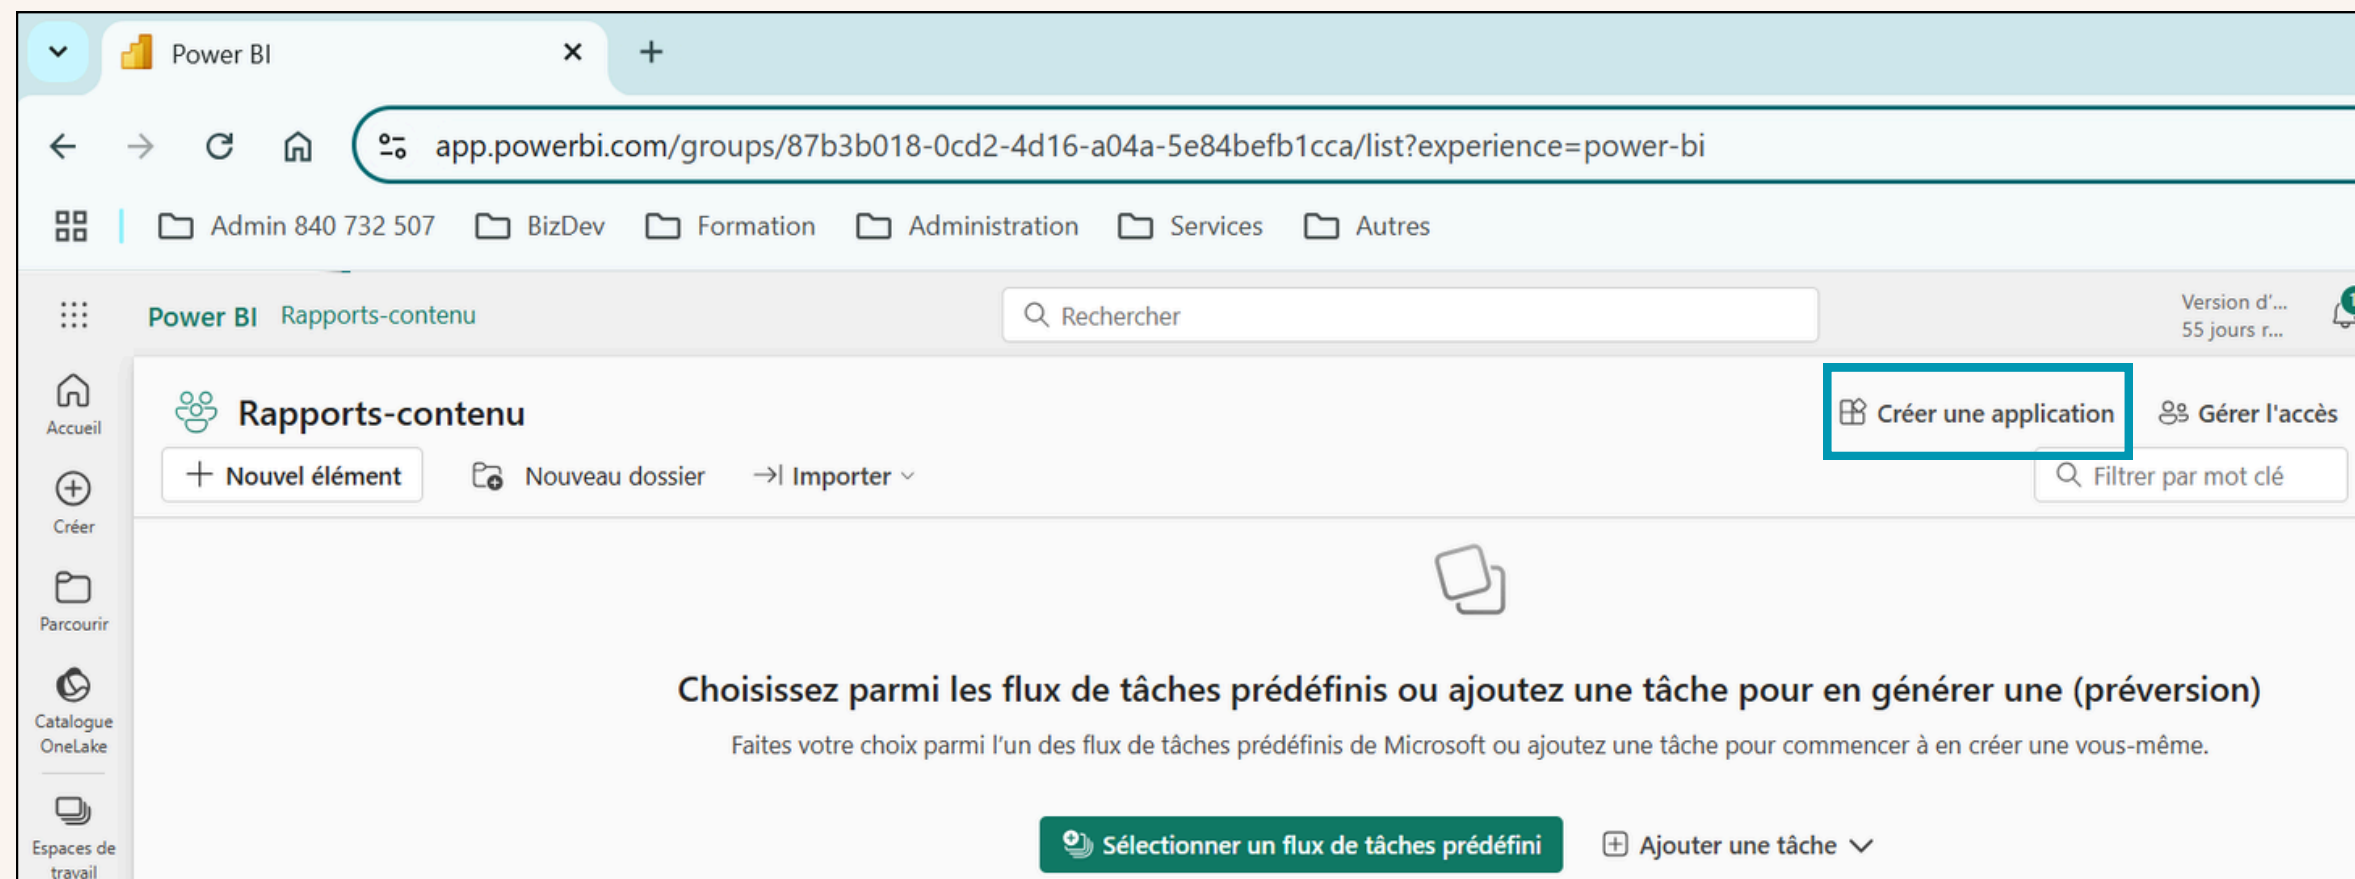 Power BI
app.powerbi.com/groups/87b3b018-0cd2-4d16-a04a-5e84befb1cca/list?experience=power-bi
Admin 840 732 507 BizDev Formation Administration Services Autres
Power BI Rapports-contenu
Rechercher
Version d'...
55 jours r...
Accueil
Rapports-contenu
Créer une application
Gérer l'accès
Nouvel élément
Nouveau dossier
Importer
Filtrer par mot clé
Créer
Parcourir
Catalogue
OneLake
Espaces de
travail
Choisissez parmi les flux de tâches prédéfinis ou ajoutez une tâche pour en générer une (préversion)
Faites votre choix parmi l'un des flux de tâches prédéfinis de Microsoft ou ajoutez une tâche pour commencer à en créer une vous-même.
Sélectionner un flux de tâches prédéfini
Ajouter une tâche